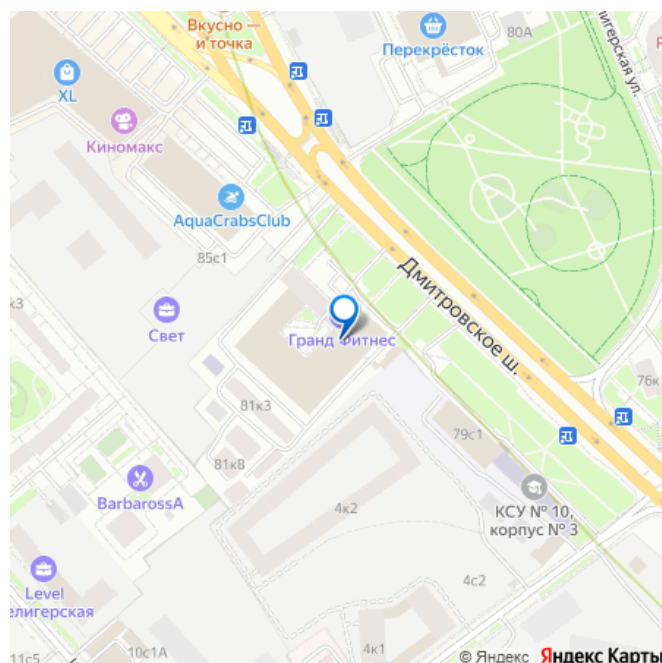 Вкусно —
и точка
80А
Перекрёсток
XL
Киномакс
AquaCrabsClub
85с1
Дмитровское ш.
Свет
Гранд Фитнес
81к3
79с1
81к8
BarbarossA
4к2
КСУ № 10,
корпус № 3
Level
4с2
10с1А
11с5
4к1
© Яндекс Яндекс Карты